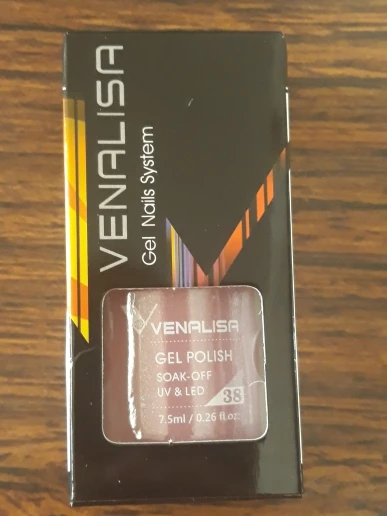 VENALISA
Gel Nails System
VENALISA
GEL POLISH
SOAK-OFF
UV & LED
38
7.5ml / 0.26 fl.oz.